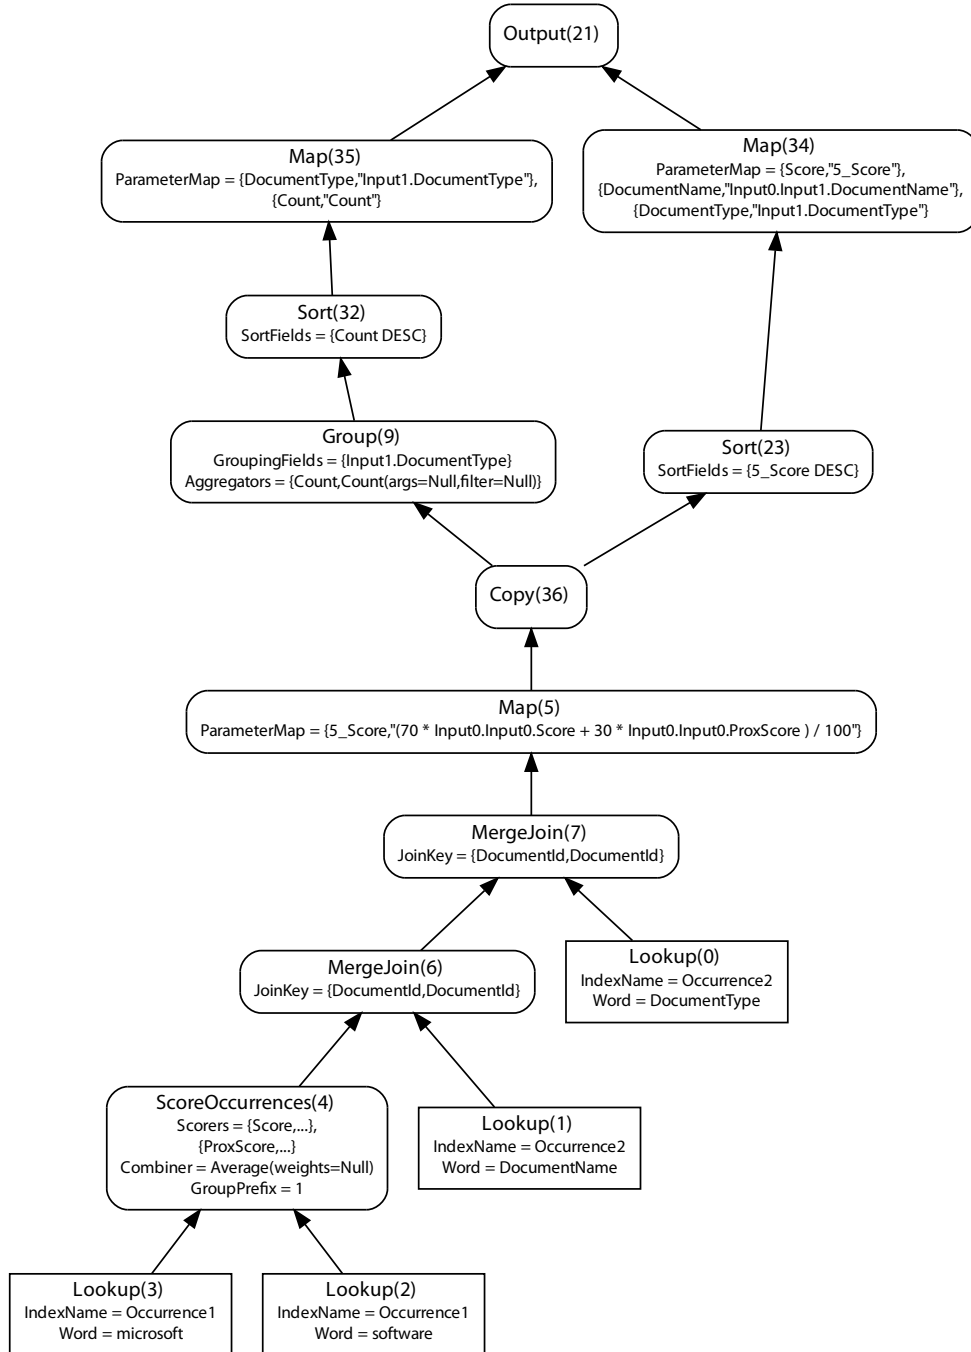 Output(21)
Map(35)
ParameterMap = {DocumentType,"Input1.DocumentType"},
{Count,"Count"}
Map(34)
ParameterMap = {Score,"5_Score"},
{DocumentName,"Input0.Input1.DocumentName"},
{DocumentType,"Input1.DocumentType"}
Sort(32)
SortFields = {Count DESC}
Group(9)
GroupingFields = {Input1.DocumentType}
Aggregators = {Count,Count(args=Null,filter=Null)}
Sort(23)
SortFields = {5_Score DESC}
Copy(36)
Map(5)
ParameterMap = {5_Score,"(70 * Input0.Input0.Score + 30 * Input0.Input0.ProxScore ) / 100"}
MergeJoin(7)
JoinKey = {DocumentId,DocumentId}
MergeJoin(6)
JoinKey = {DocumentId,DocumentId}
Lookup(0)
IndexName = Occurrence2
Word = DocumentType
ScoreOccurrences(4)
Scorers = {Score,...},
{ProxScore,...}
Combiner = Average(weights=Null)
GroupPrefix = 1
Lookup(1)
IndexName = Occurrence2
Word = DocumentName
Lookup(3)
IndexName = Occurrence1
Word = microsoft
Lookup(2)
IndexName = Occurrence1
Word = software